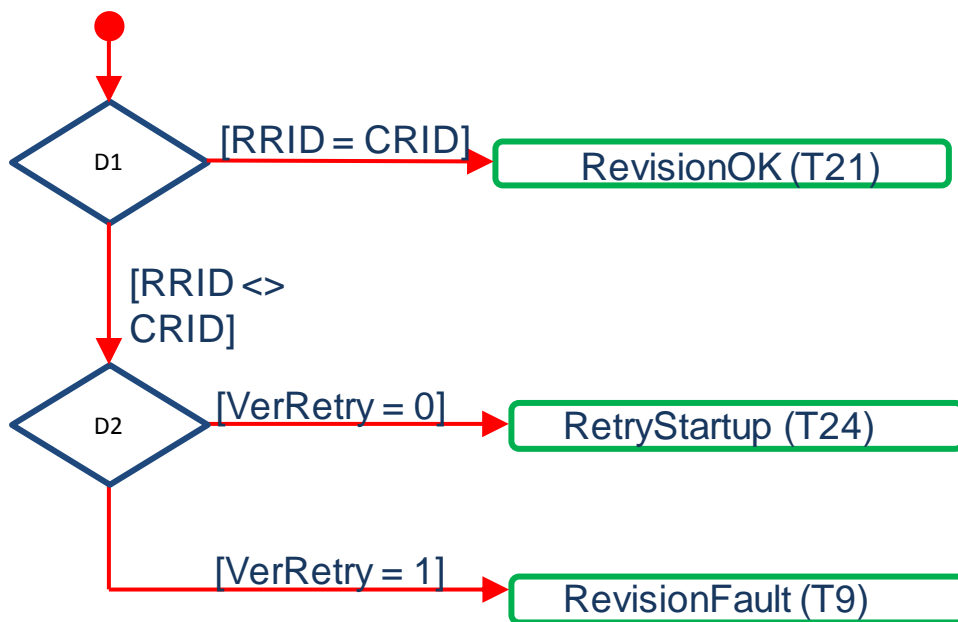 D1
[RRID = CRID]
RevisionOK (T21)
[RRID <>
CRID]
D2
[VerRetry = 0]
RetryStartup (T24)
[VerRetry = 1]
RevisionFault (T9)